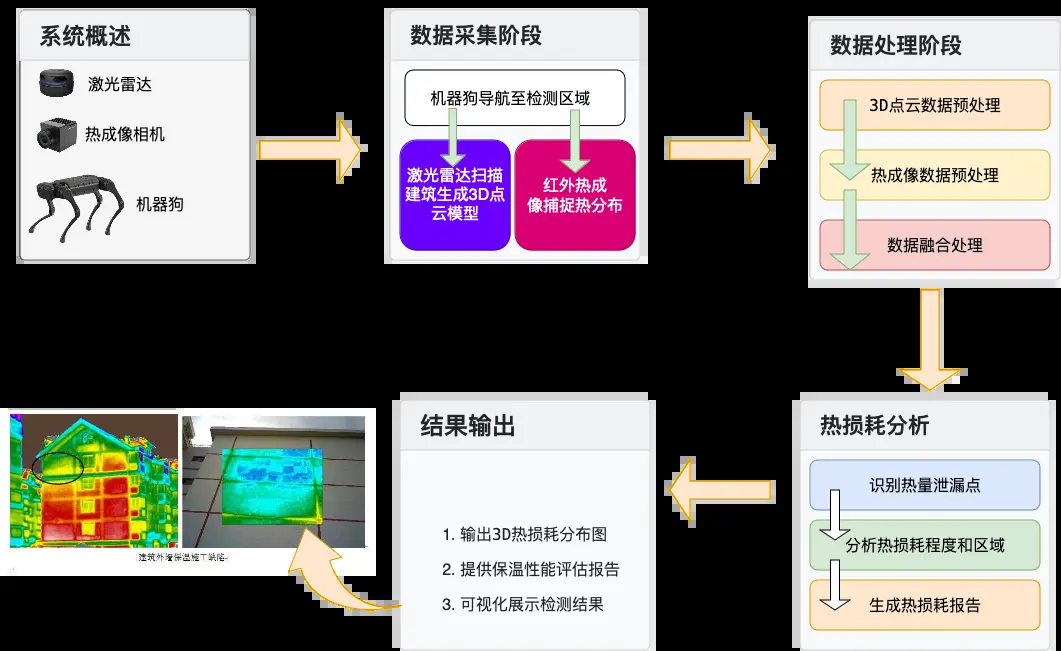 系统概述
激光雷达
热成像相机
机器狗
数据采集阶段
机器狗导航至检测区域
激光雷达扫描
建筑生成3D点
云模型
红外热成
像捕捉热分布
数据处理阶段
3D点云数据预处理
热成像数据预处理
数据融合处理
热损耗分析
识别热量泄漏点
分析热损耗程度和区域
生成热损耗报告
结果输出
1. 输出3D热损耗分布图
2. 提供保温性能评估报告
3. 可视化展示检测结果
建筑外墙保温施工缺陷